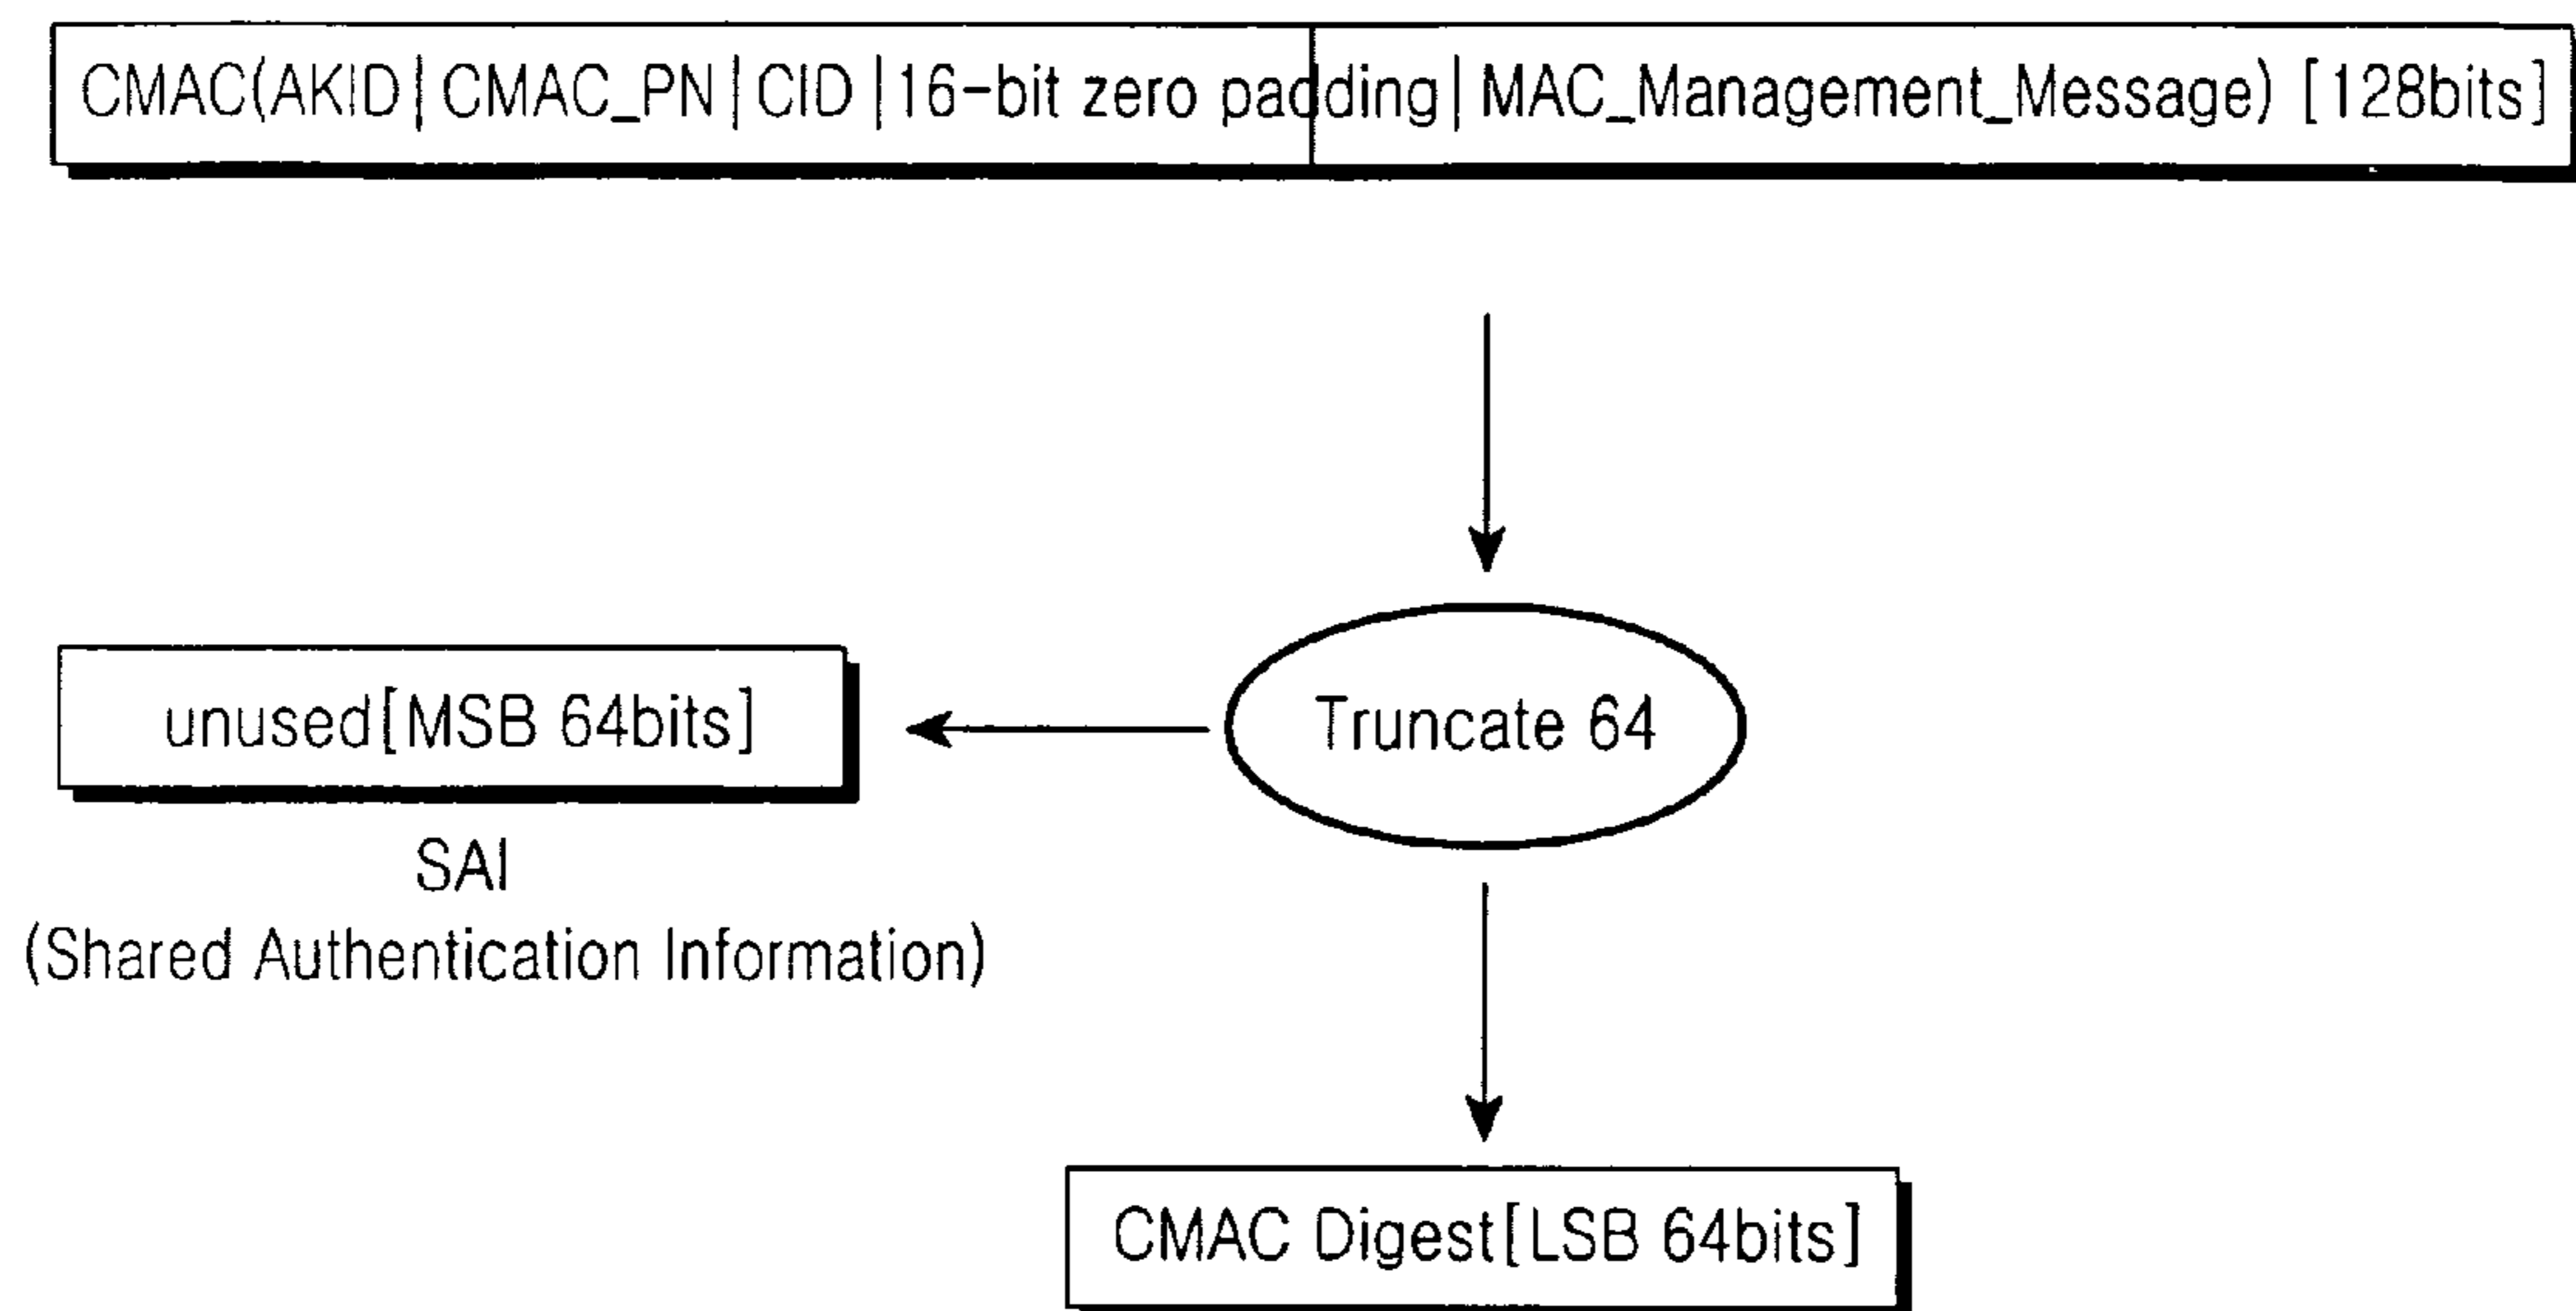 CMAC(AKID|CMAC_PN|CID|16-bit zero padding|MAC_Management_Message) [128bits]
unused[MSB 64bits]
Truncate 64
SAI
(Shared Authentication Information)
CMAC Digest[LSB 64bits]